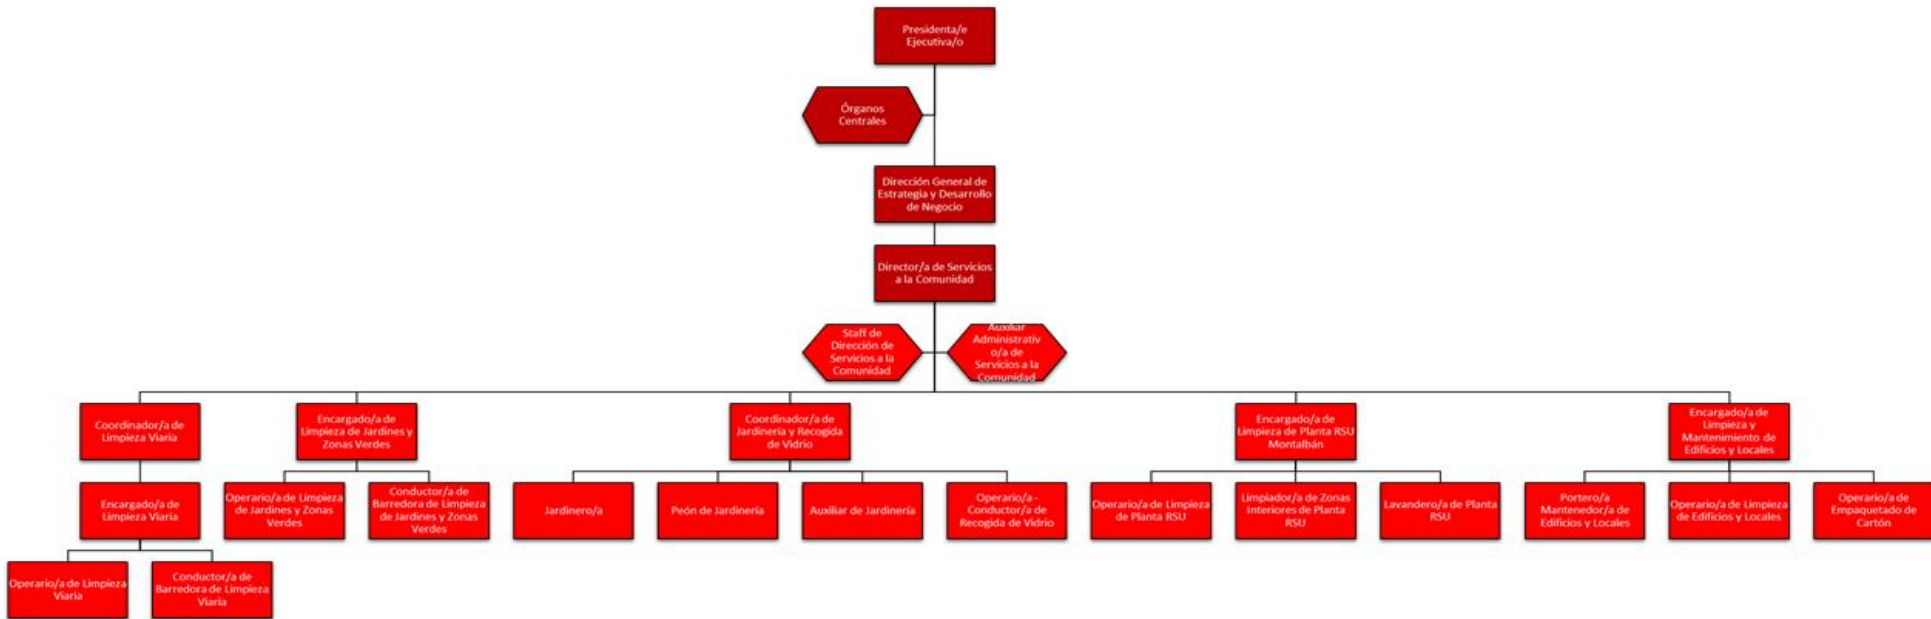 Presidenta/e
Ejecutiva/o
Órganos
Centrales
Dirección General de
Estrategia y Desarrollo
de Negocio
Director/a de Servicios
a la Comunidad
Staff de
Dirección de
Servicios a la
Comunidad
Auxiliar
Administrativ
o/a de
Servicios a la
Comunidad
Coordinador/a de
Limpieza Viaria
Encargado/a de
Limpieza de Jardines y
Zonas Verdes
Coordinador/a de
Jardinería y Recogida
de Vidrio
Encargado/a de
Limpieza de Planta RSU
Montalbán
Encargado/a de
Limpieza y
Mantenimiento de
Edificios y Locales
Encargado/a de
Limpieza Viaria
Operario/a de Limpieza
de Jardines y Zonas
Verdes
Conductor/a de
Barredora de Limpieza
de Jardines y Zonas
Verdes
Jardinero/a
Peón de Jardinería
Auxiliar de Jardinería
Operario/a -
Conductor/a de
Recogida de Vidrio
Operario/a de Limpieza
de Planta RSU
Limpiador/a de Zonas
Interiores de Planta
RSU
Lavandero/a de Planta
RSU
Portero/a
Mantenedor/a de
Edificios y Locales
Operario/a de Limpieza
de Edificios y Locales
Operario/a de
Empaquetado de
Cartón
Operario/a de Limpieza
Viaria
Conductor/a de
Barredora de Limpieza
Viaria